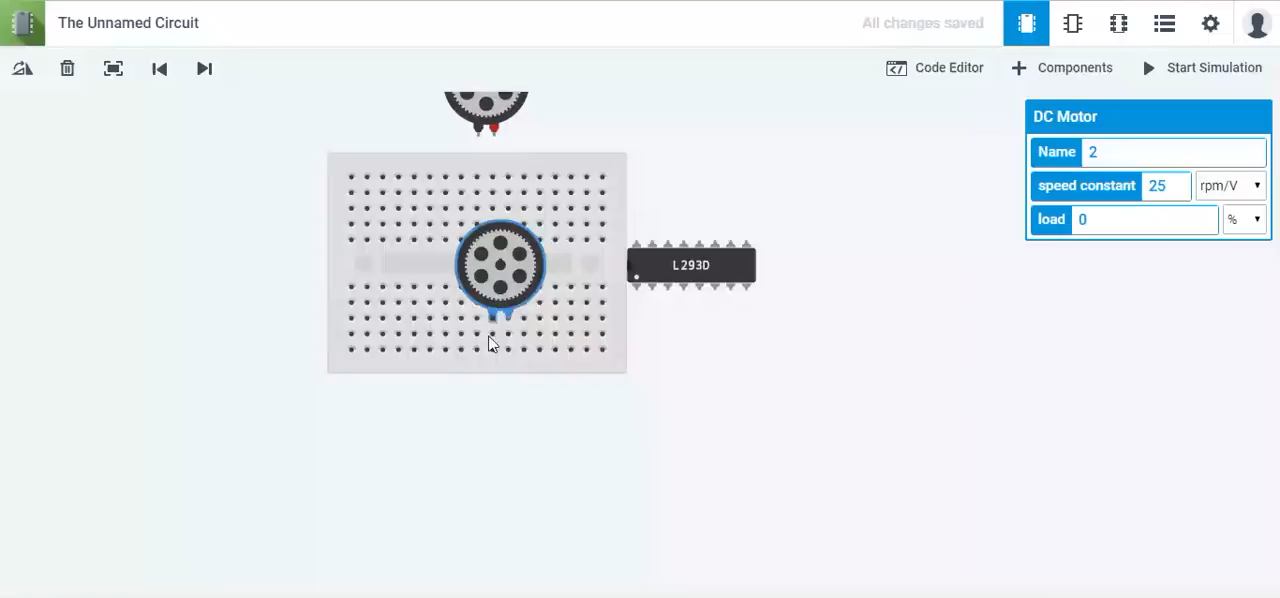 The Unnamed Circuit
All changes saved
Code Editor
Components
Start Simulation
DC Motor
Name 2
speed constant 25 rpm/V
load 0 %
L293D